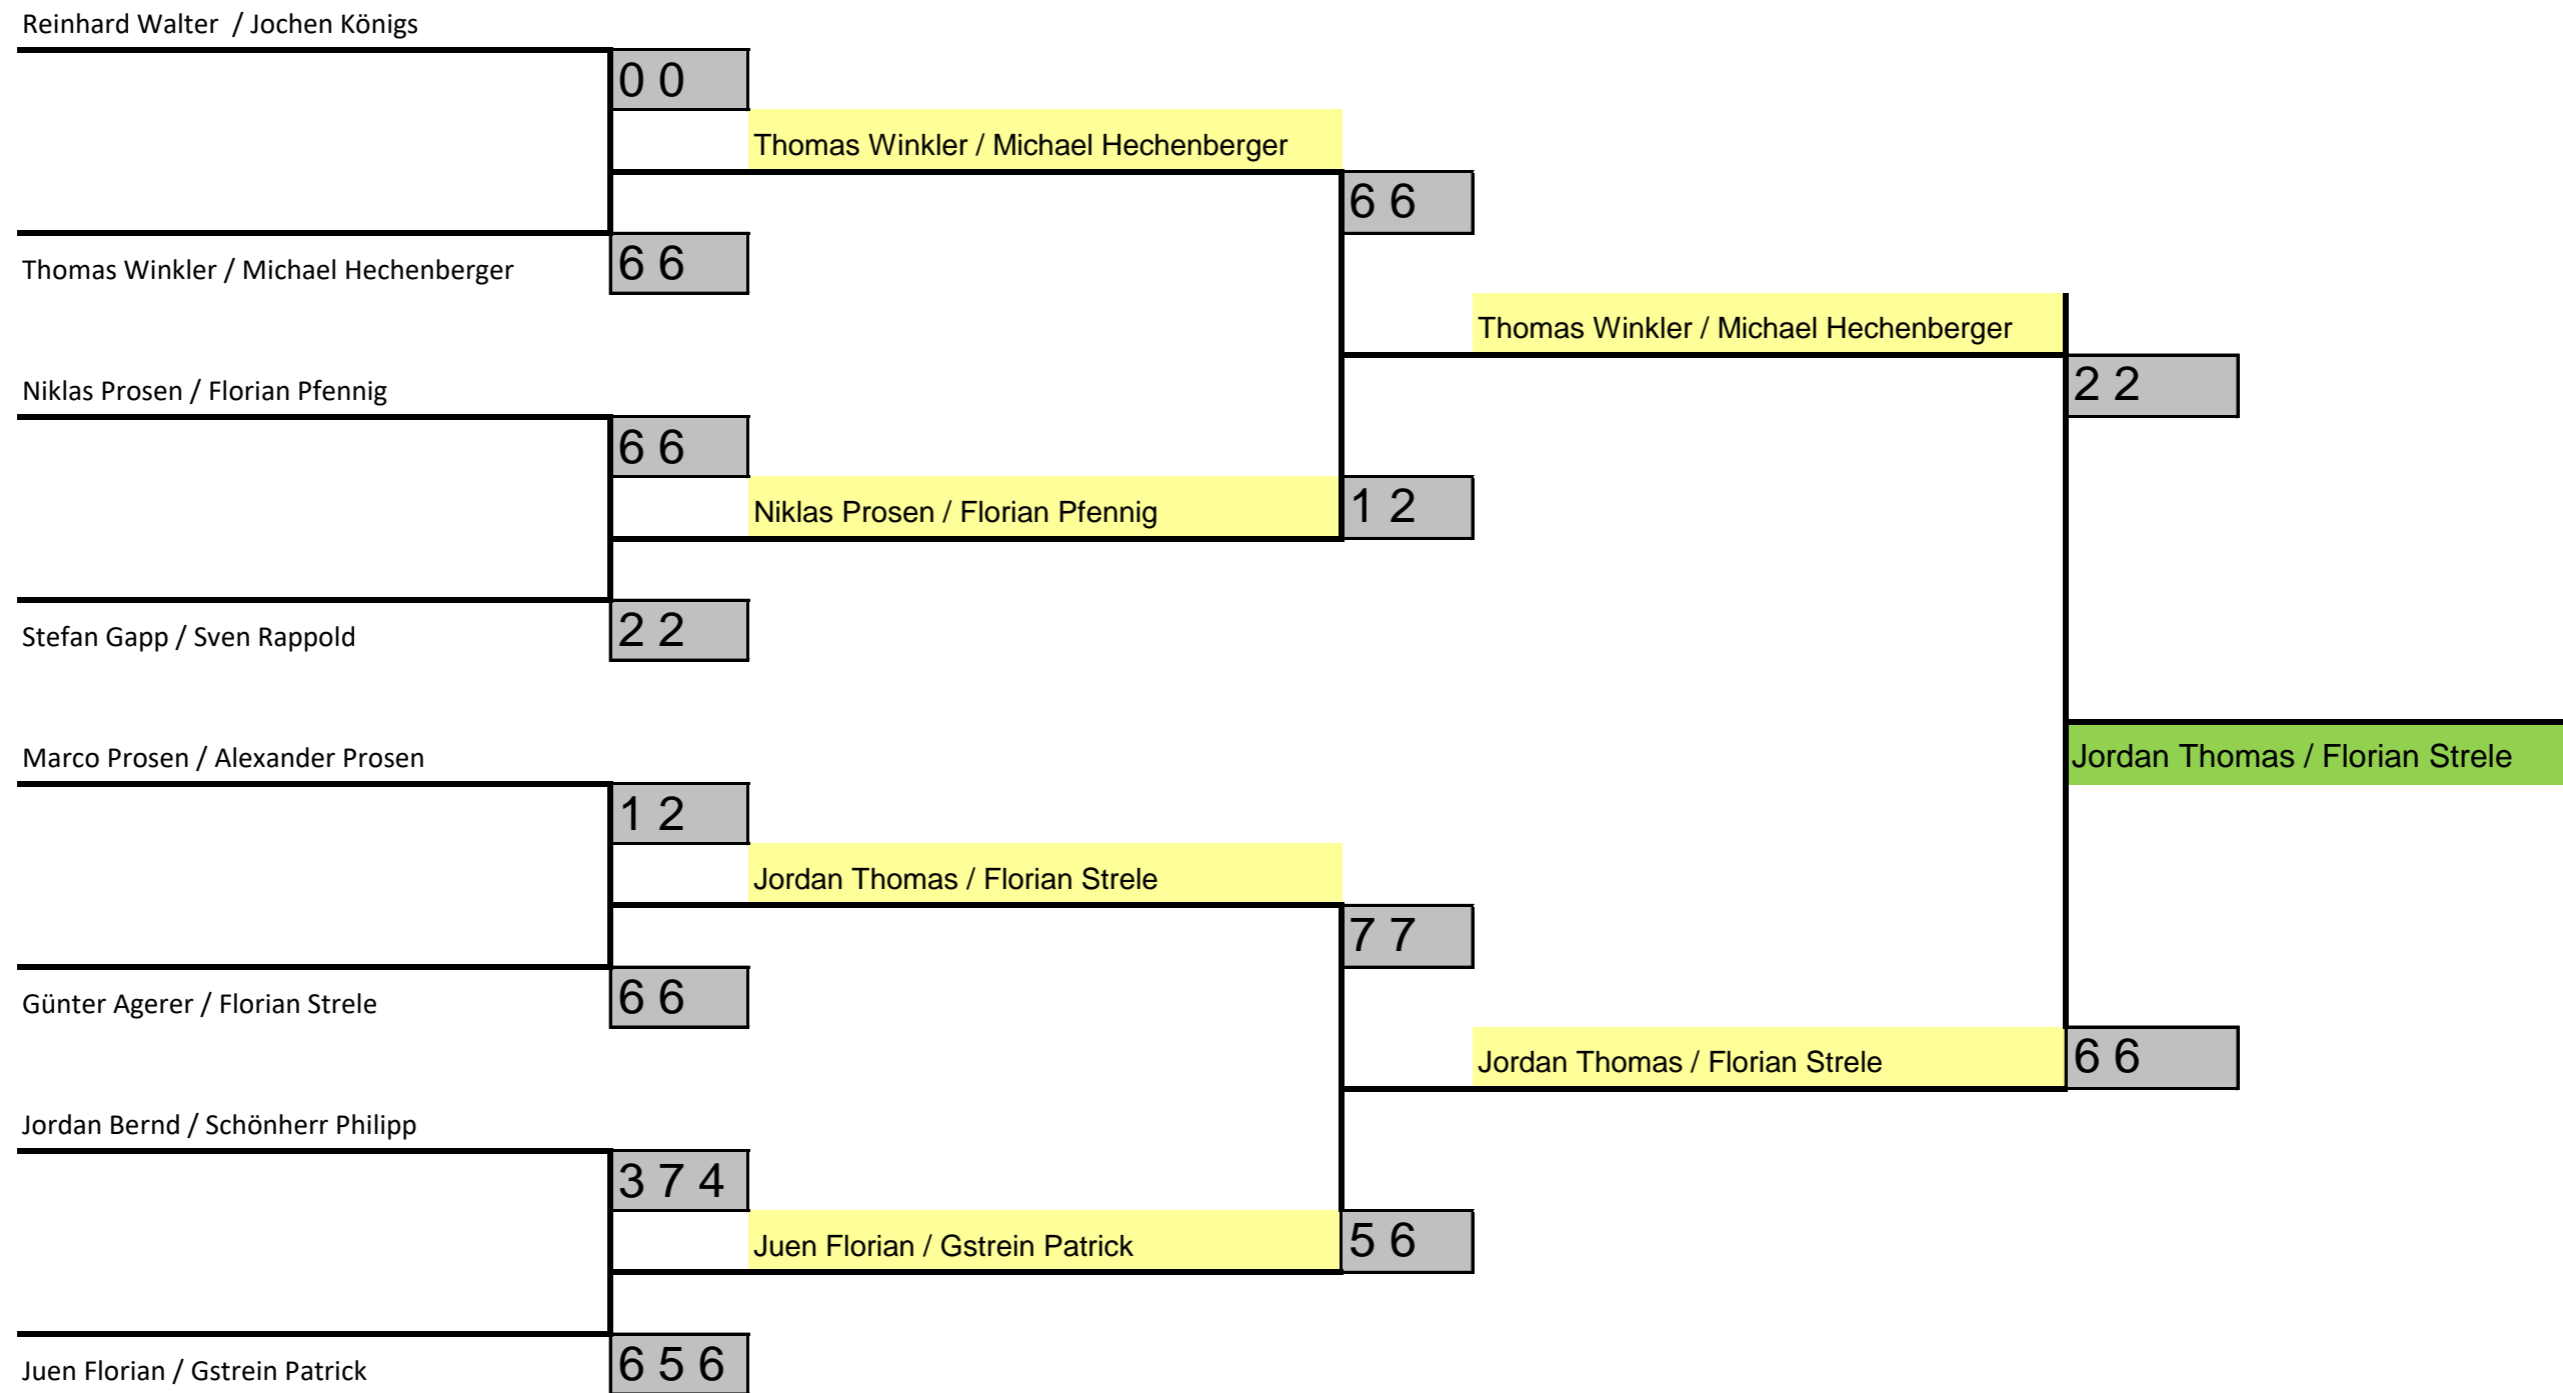 Reinhard Walter / Jochen Königs
0 0
Thomas Winkler / Michael Hechenberger
6 6
Thomas Winkler / Michael Hechenberger
6 6
Thomas Winkler / Michael Hechenberger
Niklas Prosen / Florian Pfennig
2 2
6 6
Niklas Prosen / Florian Pfennig
1 2
Stefan Gapp / Sven Rappold
2 2
Marco Prosen / Alexander Prosen
Jordan Thomas / Florian Strele
1 2
Jordan Thomas / Florian Strele
7 7
Günter Agerer / Florian Strele
6 6
Jordan Thomas / Florian Strele
6 6
Jordan Bernd / Schönherr Philipp
3 7 4
Juen Florian / Gstrein Patrick
5 6
Juen Florian / Gstrein Patrick
6 5 6